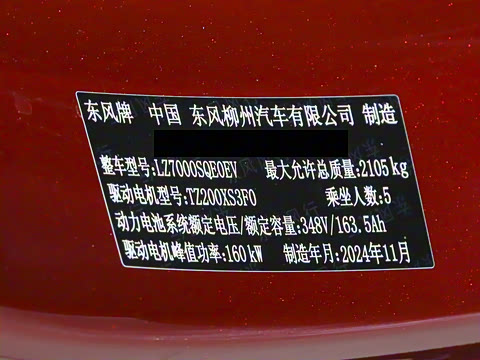 东风牌 中国 东风柳州汽车有限公司 制造
整车型号:LZ7000SQE0EV 最大允许总质量:2105kg
驱动电机型号:TZ200XS3F0 乘坐人数:5
动力电池系统额定电压/额定容量:348V/163.5Ah
驱动电机峰值功率:160kW 制造年月:2024年11月